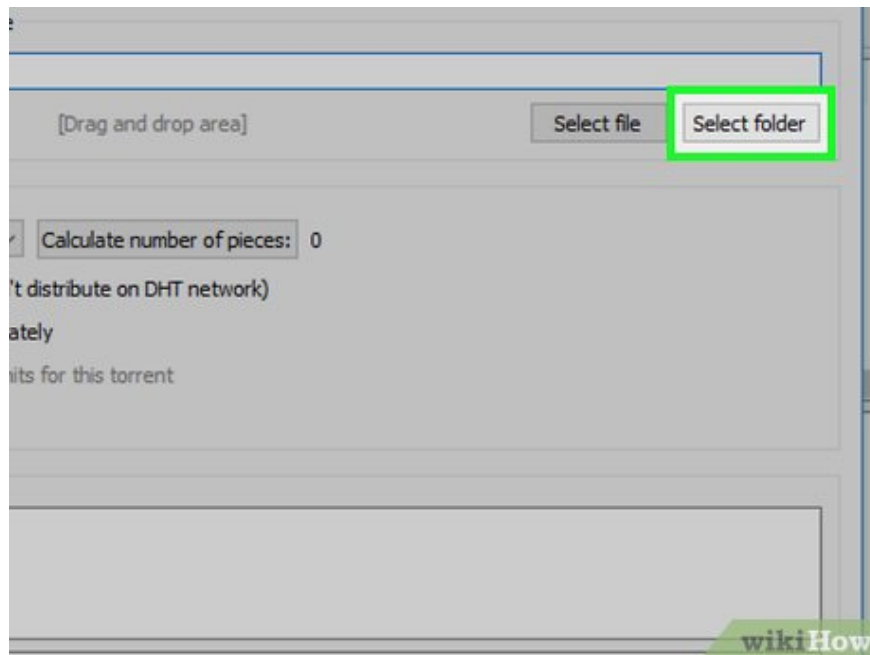 e
[Drag and drop area] Select file Select folder
Calculate number of pieces: 0
't distribute on DHT network)
ately
its for this torrent
wikiHow